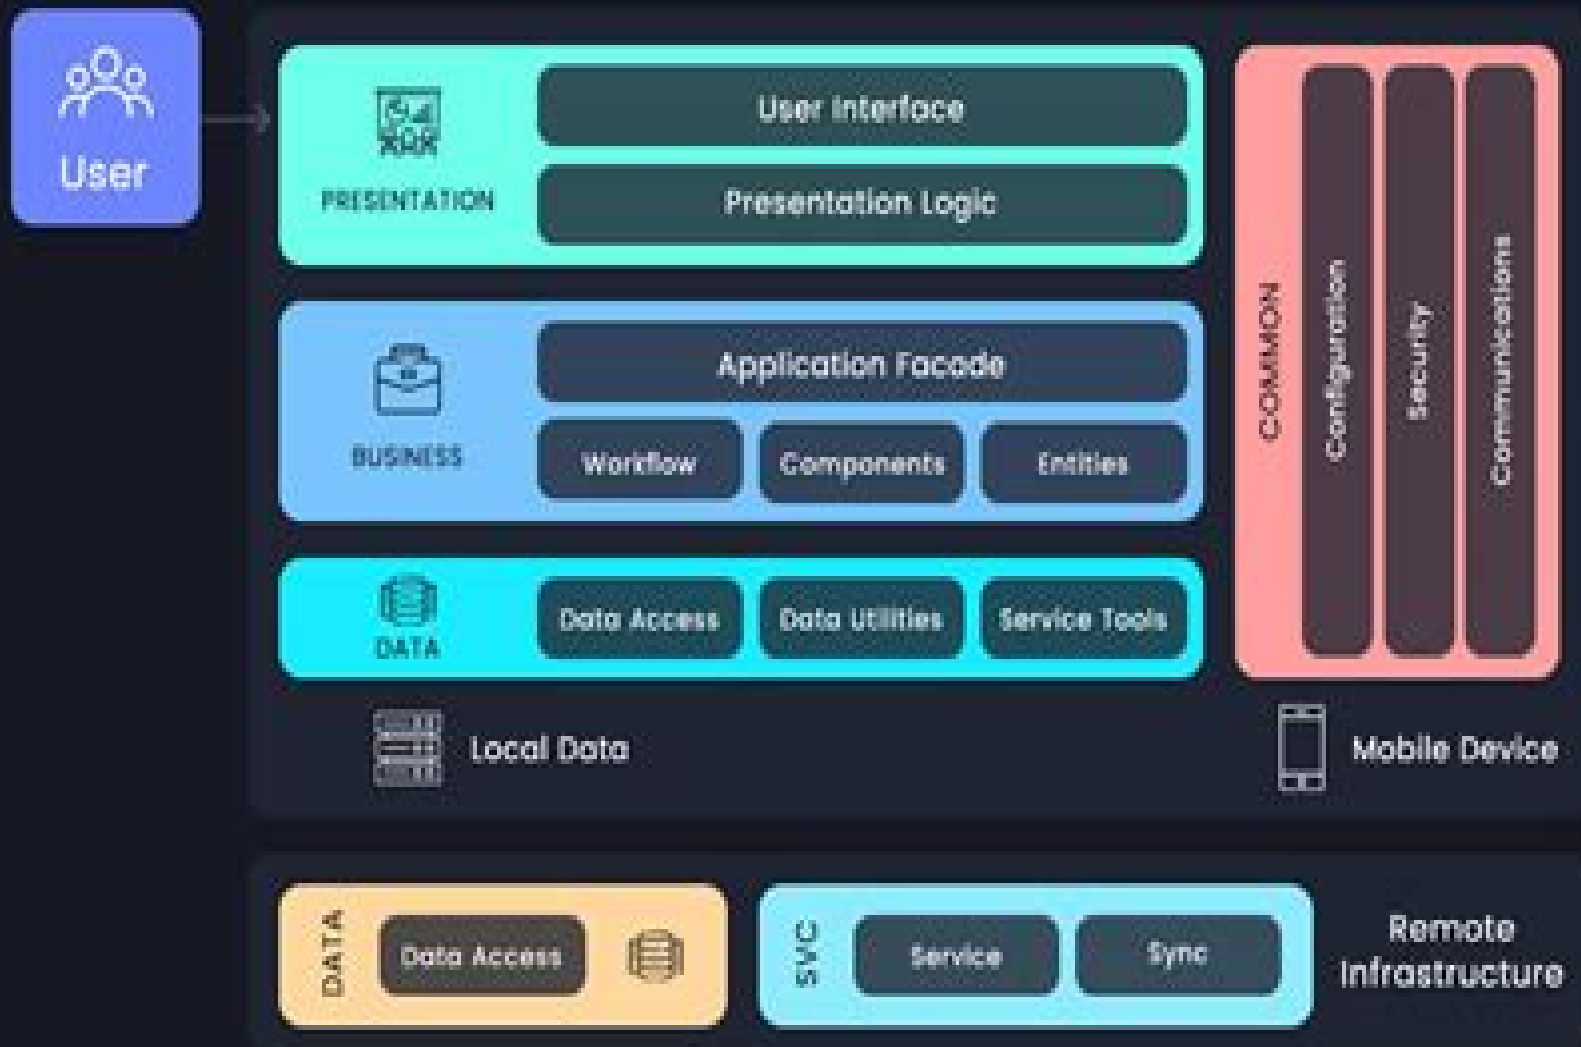 User
PRESENTATION
User Interface
Presentation Logic
BUSINESS
Application Facade
Workflow
Components
Entities
DATA
Data Access
Data Utilities
Service Tools
COMMON
Configuration
Security
Communications
Local Data
Mobile Device
DATA
Data Access
SVC
Service
Sync
Remote
Infrastructure